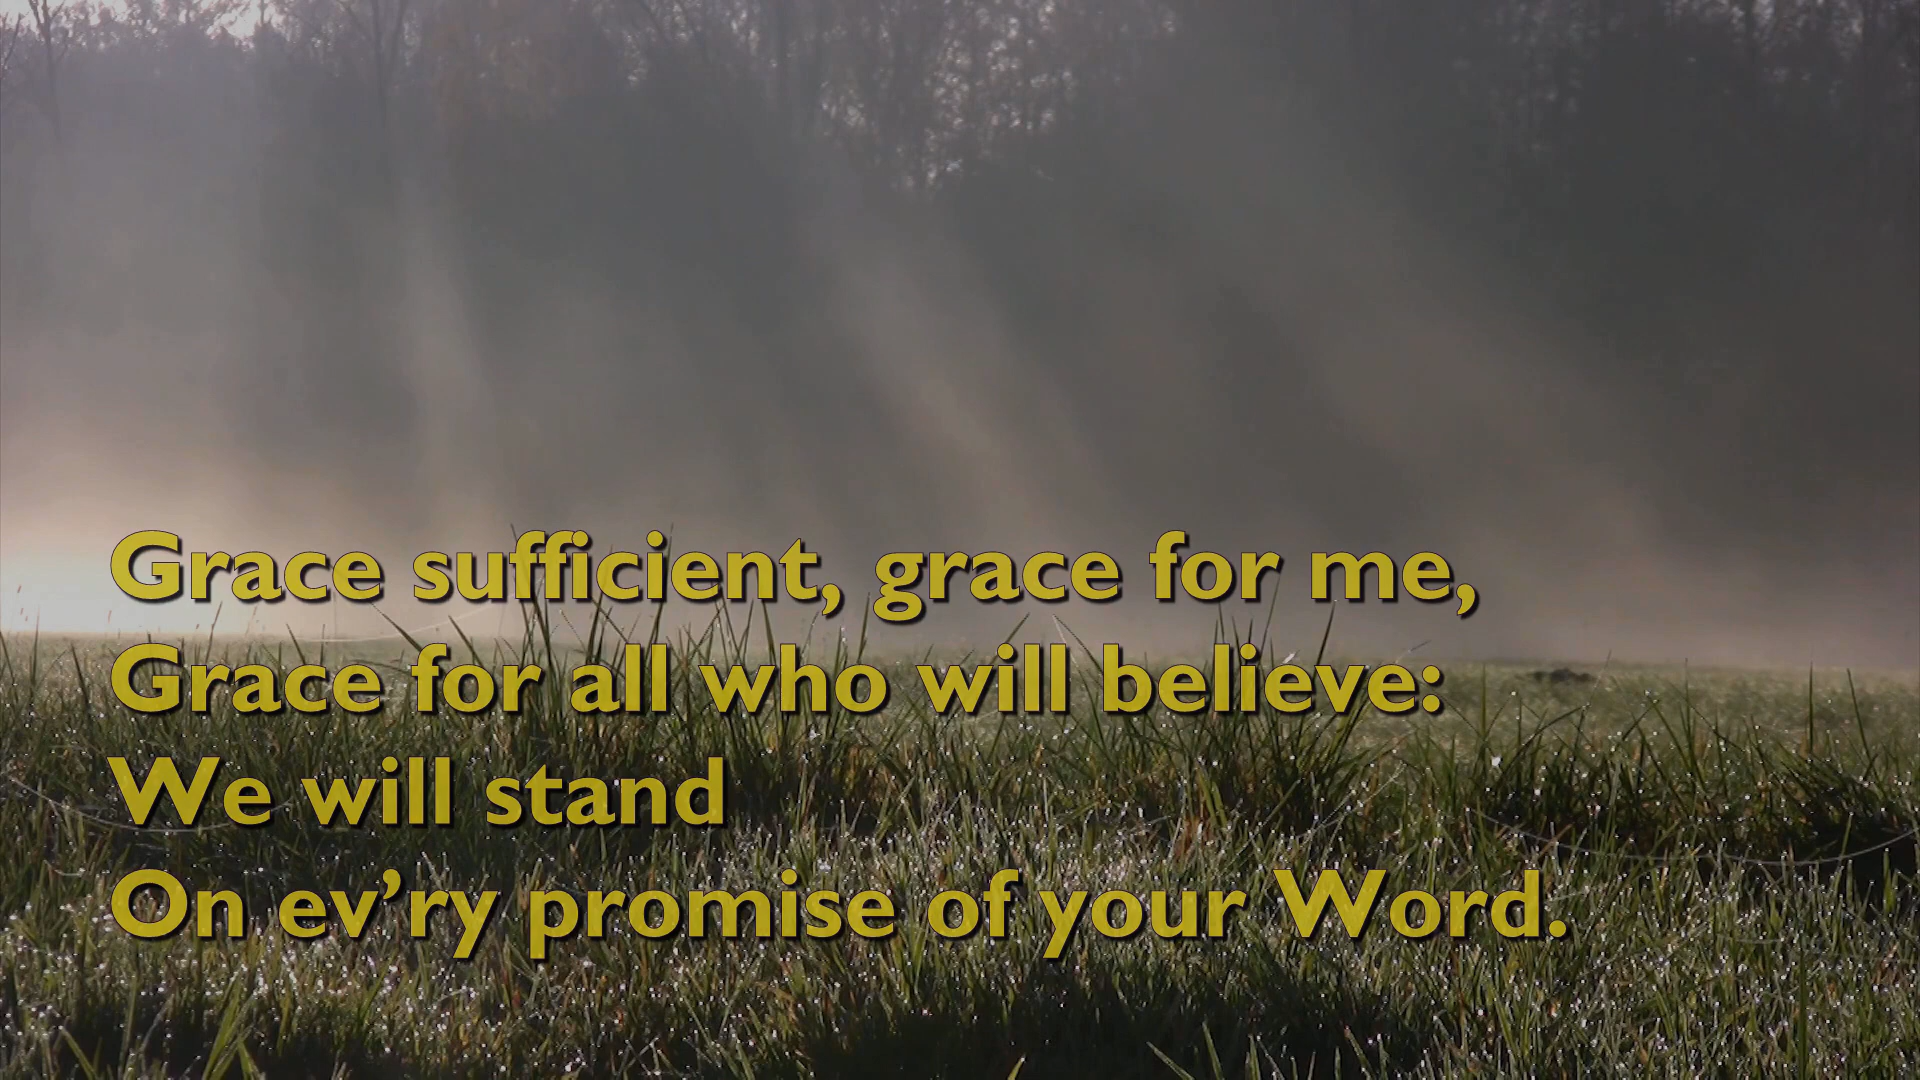 Grace sufficient, grace for me,
Grace for all who will believe:
We will stand
On ev’ry promise of your Word.